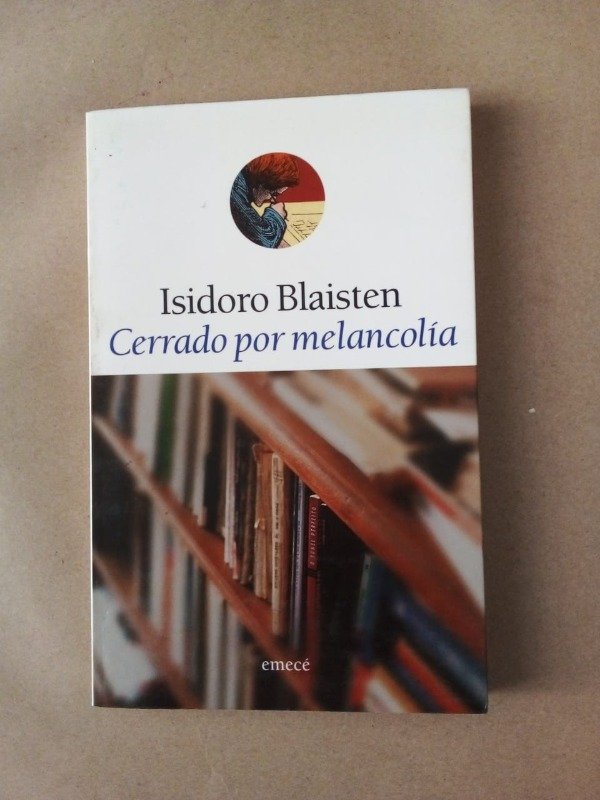 Isidoro Blaisten
Cerrado por melancolía
emecé